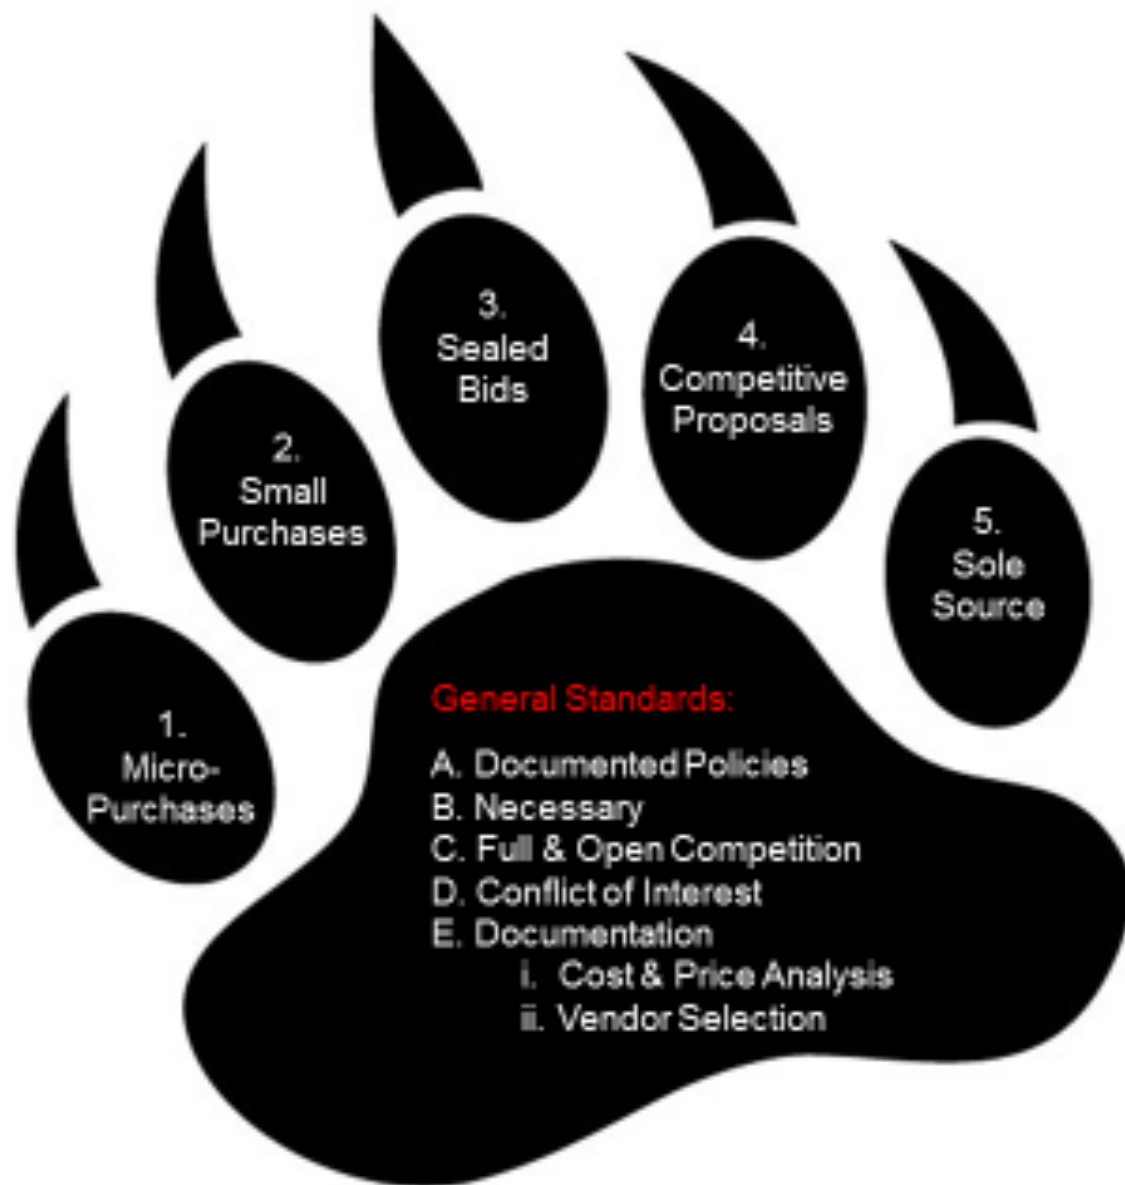 1.
Micro-
Purchases
2.
Small
Purchases
3.
Sealed
Bids
4.
Competitive
Proposals
5.
Sole
Source
General Standards:
A. Documented Policies
B. Necessary
C. Full & Open Competition
D. Conflict of Interest
E. Documentation
i. Cost & Price Analysis
ii. Vendor Selection